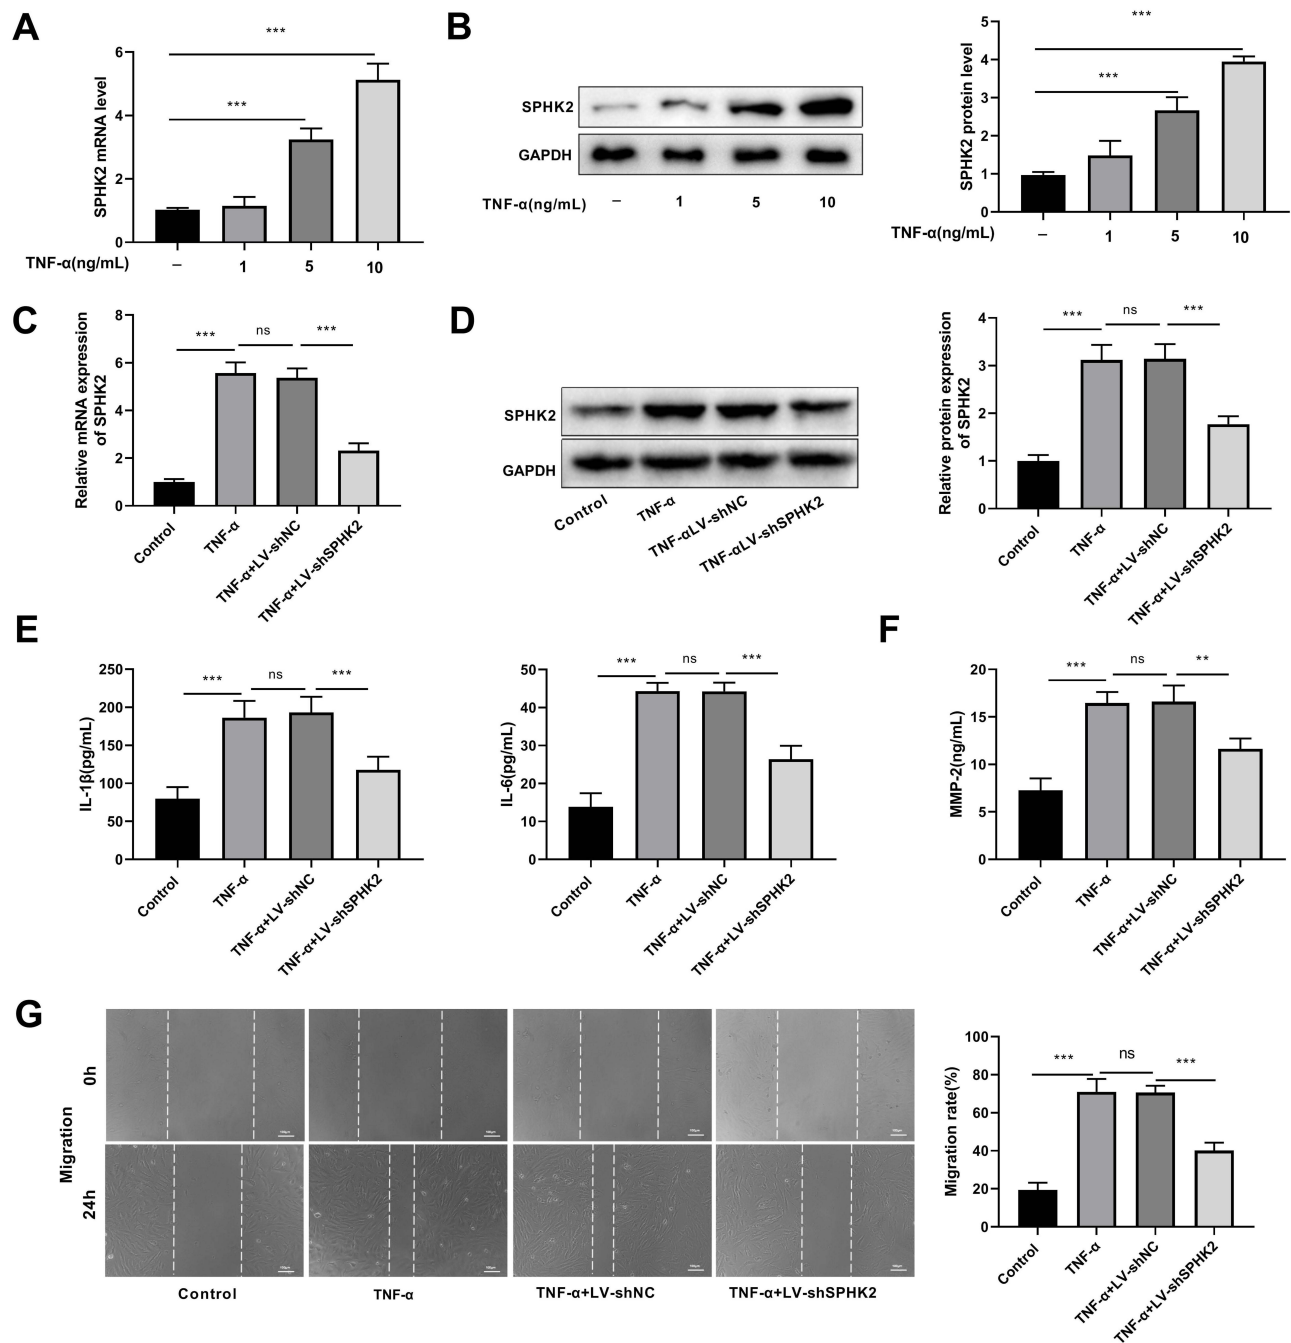 A
SPHK2 mRNA level
6
4
2
0
***
***
TNF-α(ng/mL)
– 1 5 10
B
SPHK2
GAPDH
TNF-α(ng/mL) – 1 5 10
SPHK2 protein level
5
4
3
2
1
0
***
***
TNF-α(ng/mL)
– 1 5 10
C
Relative mRNA expression
of SPHK2
8
6
4
2
0
*** ns ***
Control
TNF-α
TNF-α+LV-shNC
TNF-α+LV-shSPHK2
D
SPHK2
GAPDH
Control
TNF-α
TNF-αLV-shNC
TNF-αLV-shSPHK2
Relative protein expression
of SPHK2
4
3
2
1
0
*** ns ***
Control
TNF-α
TNF-α+LV-shNC
TNF-α+LV-shSPHK2
E
IL-1β(pg/mL)
250
200
150
100
50
0
*** ns ***
Control
TNF-α
TNF-α+LV-shNC
TNF-α+LV-shSPHK2
IL-6(pg/mL)
50
40
30
20
10
0
*** ns ***
Control
TNF-α
TNF-α+LV-shNC
TNF-α+LV-shSPHK2
F
MMP-2(ng/mL)
20
15
10
5
0
*** ns **
Control
TNF-α
TNF-α+LV-shNC
TNF-α+LV-shSPHK2
G
Migration
0h
24h
Control
TNF-α
TNF-α+LV-shNC
TNF-α+LV-shSPHK2
Migration rate(%)
100
80
60
40
20
0
*** ns ***
Control
TNF-α
TNF-α+LV-shNC
TNF-α+LV-shSPHK2